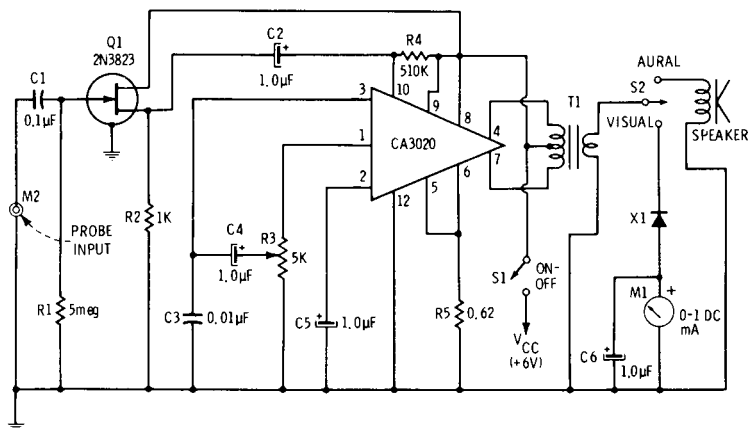 Q1
2N3823
C1
0.1µF
C2
1.0µF
R4
510K
3
10
9
8
1
CA3020
4
7
2
12
5
6
T1
AURAL
S2
VISUAL
SPEAKER
M2
PROBE
INPUT
R2
1K
C4
1.0µF
R3
5K
R1
5meg
C3
0.01µF
C5
1.0µF
R5
0.62
S1
ON-
OFF
VCC
(+6V)
X1
M1
+
0-1 DC
mA
C6
1.0µF